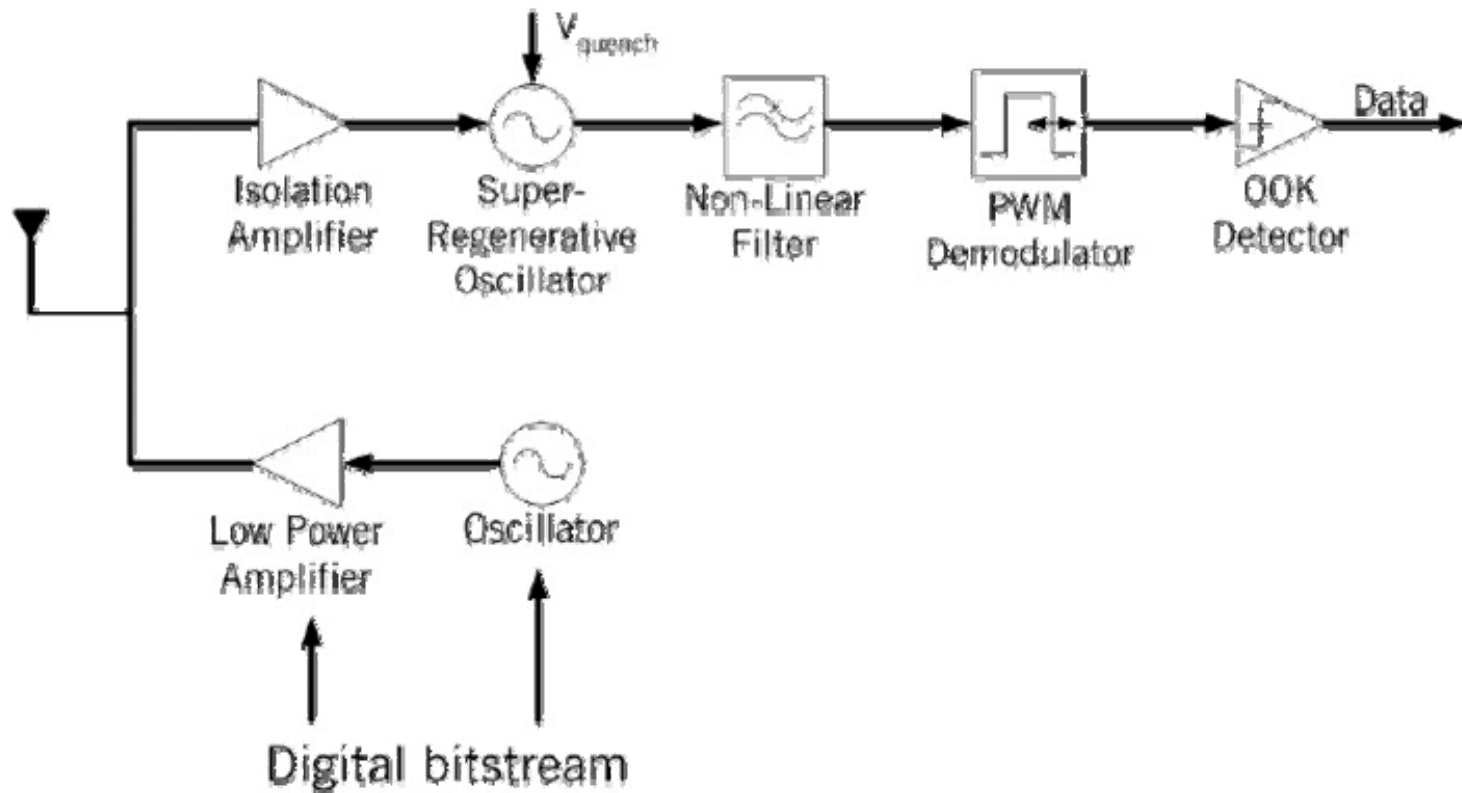 Vquench
Data
Isolation
Amplifier
Super-
Regenerative
Oscillator
Non-Linear
Filter
PWM
Demodulator
OOK
Detector
Low Power
Amplifier
Oscillator
Digital bitstream